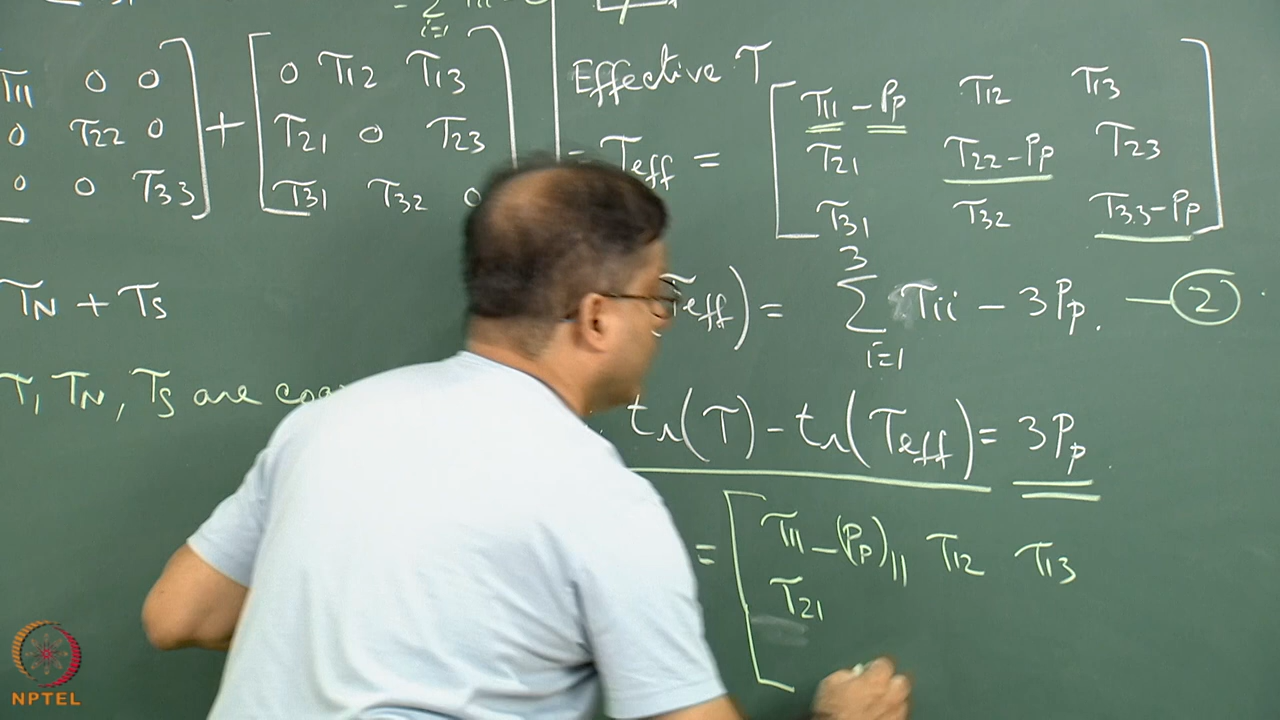 T11 0 0
0 T22 0
0 0 T33
+
0 T12 T13
T21 0 T23
T31 T32 0
TN + TS
T, TN, TS are
Effective T
= Teff =
T11 - Pp T12 T13
T21 T22-Pp T23
T31 T32 T33-Pp
eff) = 3 Σ i=1 Tii - 3Pp. — 2
tr(T) - tr(Teff) = 3Pp.
= [ T11 - (Pp)11 T12 T13
T21
NPTEL